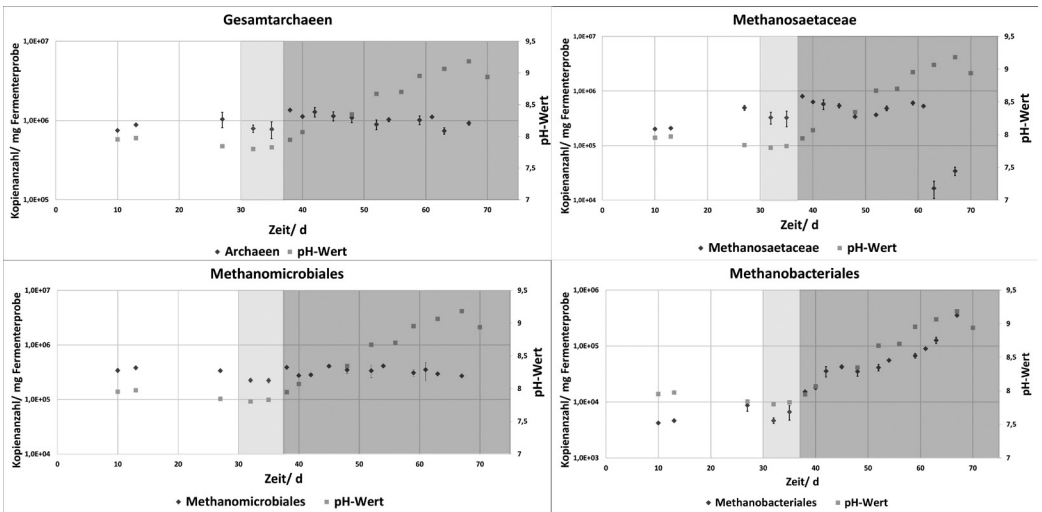 Gesamtarchaeen
Kopienanzahl/ mg Fermenterprobe
1,0E+07
1,0E+06
1,0E+05
9,5
9
8,5
8
7,5
7
pH-Wert
0 10 20 30 40 50 60 70
Zeit/ d
Archaeen pH-Wert
Methanosaetaceae
Kopienanzahl/ mg Fermenterprobe
1,0E+07
1,0E+06
1,0E+05
1,0E+04
9,5
9
8,5
8
7,5
7
pH-Wert
0 10 20 30 40 50 60 70
Zeit/ d
Methanosaetaceae pH-Wert
Methanomicrobiales
Kopienanzahl/ mg Fermenterprobe
1,0E+07
1,0E+06
1,0E+05
1,0E+04
9,5
9
8,5
8
7,5
7
pH-Wert
0 10 20 30 40 50 60 70
Zeit/ d
Methanomicrobiales pH-Wert
Methanobacteriales
Kopienanzahl/ mg Fermenterprobe
1,0E+06
1,0E+05
1,0E+04
1,0E+03
9,5
9
8,5
8
7,5
7
pH-Wert
0 10 20 30 40 50 60 70
Zeit/ d
Methanobacteriales pH-Wert